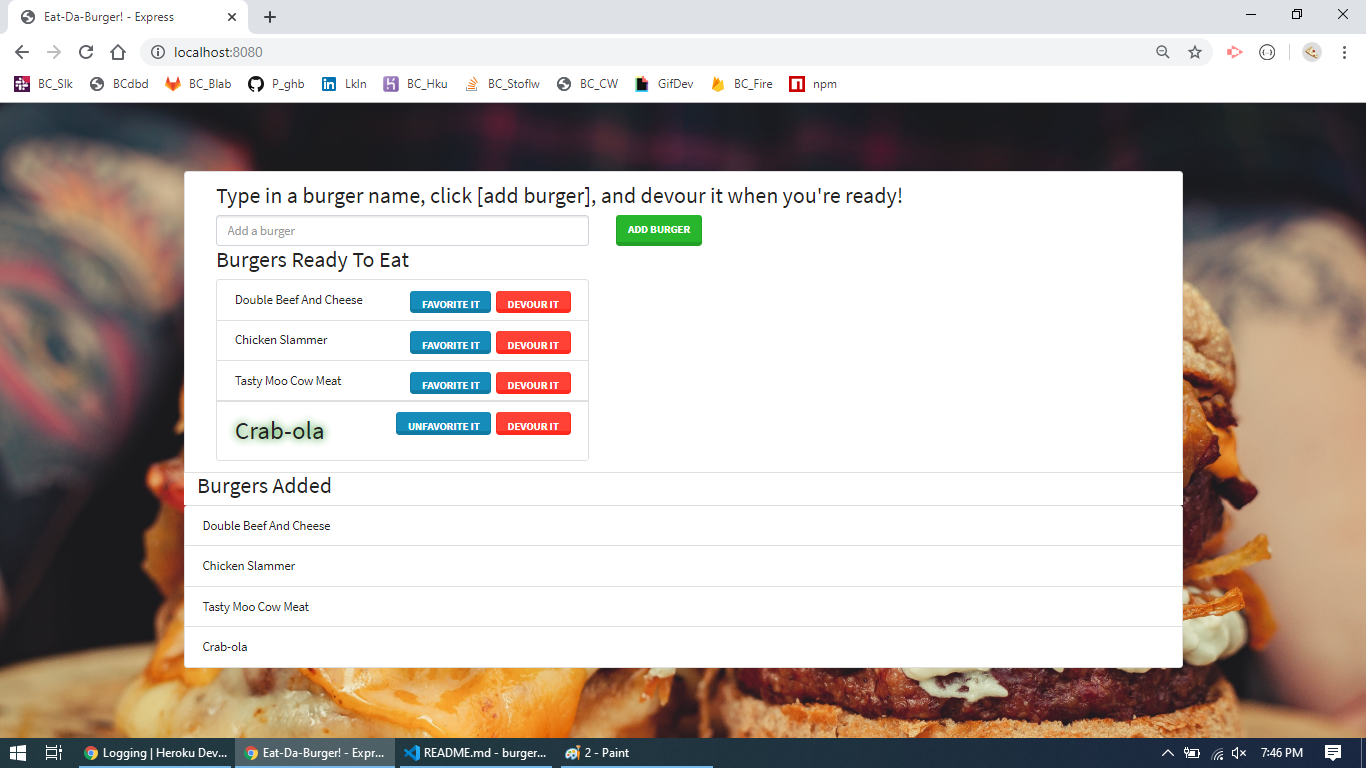 Eat-Da-Burger! - Express
localhost:8080
BC_Slk BCdbd BC_Blab P_ghb LkIn BC_Hku BC_Stoflw BC_CW GifDev BC_Fire npm
Type in a burger name, click [add burger], and devour it when you're ready!
Add a burger ADD BURGER
Burgers Ready To Eat
Double Beef And Cheese FAVORITE IT DEVOUR IT
Chicken Slammer FAVORITE IT DEVOUR IT
Tasty Moo Cow Meat FAVORITE IT DEVOUR IT
Crab-ola UNFAVORITE IT DEVOUR IT
Burgers Added
Double Beef And Cheese
Chicken Slammer
Tasty Moo Cow Meat
Crab-ola
Logging | Heroku Dev... Eat-Da-Burger! - Expr... README.md - burger... 2 - Paint 7:46 PM